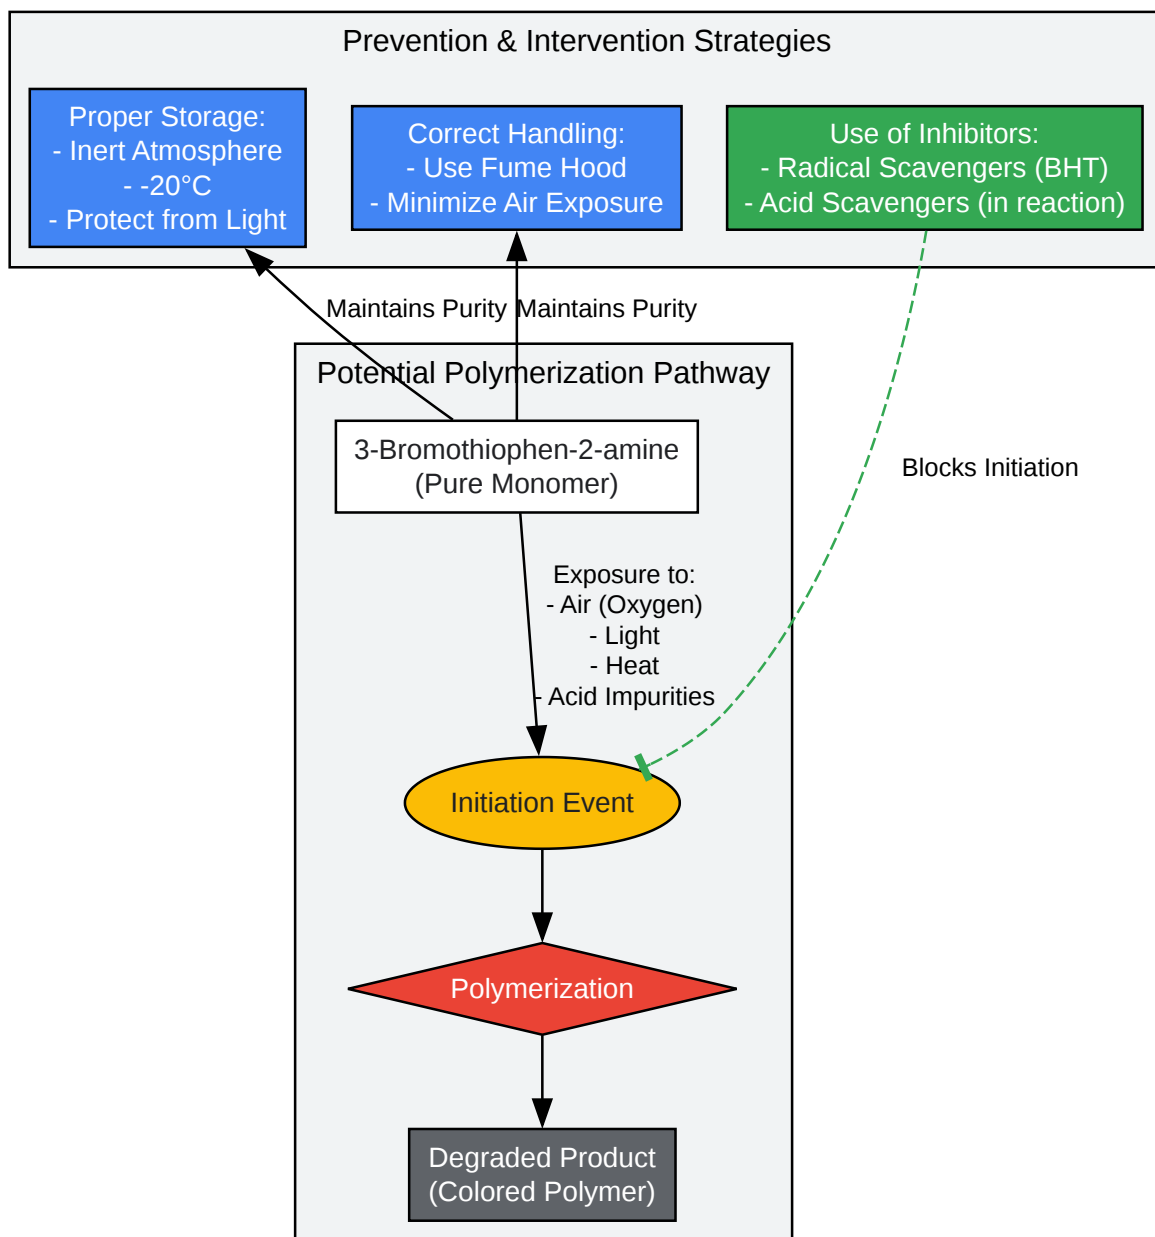 Prevention & Intervention Strategies
Proper Storage:
- Inert Atmosphere
- -20°C
- Protect from Light
Correct Handling:
- Use Fume Hood
- Minimize Air Exposure
Use of Inhibitors:
- Radical Scavengers (BHT)
- Acid Scavengers (in reaction)
Maintains Purity
Maintains Purity
Potential Polymerization Pathway
3-Bromothiophen-2-amine
(Pure Monomer)
Blocks Initiation
Exposure to:
- Air (Oxygen)
- Light
- Heat
- Acid Impurities
Initiation Event
Polymerization
Degraded Product
(Colored Polymer)